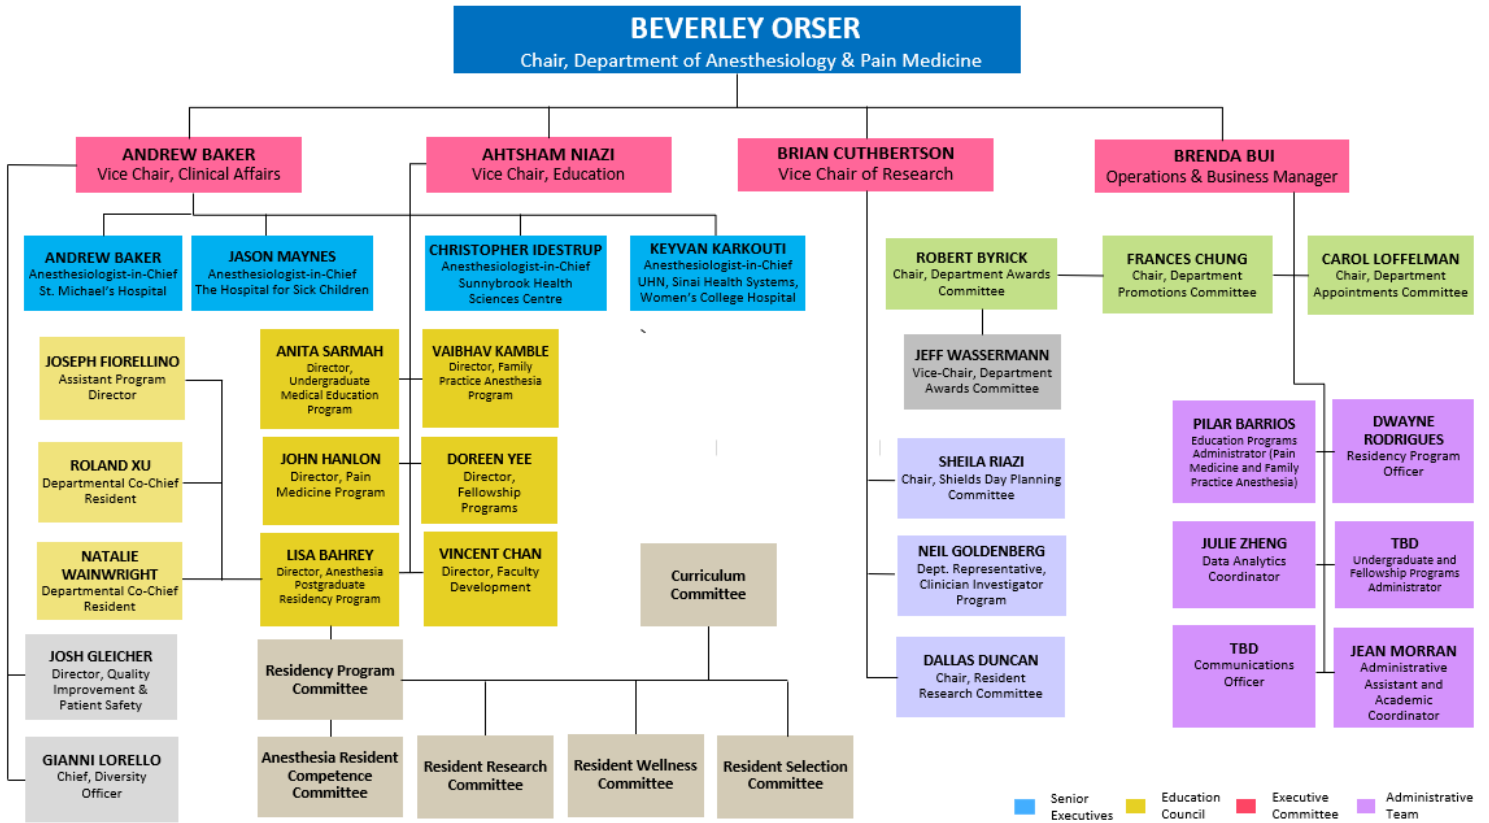 BEVERLEY ORSER
Chair, Department of Anesthesiology & Pain Medicine
ANDREW BAKER
Vice Chair, Clinical Affairs
AHTSHAM NIAZI
Vice Chair, Education
BRIAN CUTHBERTSON
Vice Chair of Research
BRENDA BUI
Operations & Business Manager
ANDREW BAKER
Anesthesiologist-in-Chief
St. Michael's Hospital
JASON MAYNES
Anesthesiologist-in-Chief
The Hospital for Sick Children
CHRISTOPHER IDESTRUP
Anesthesiologist-in-Chief
Sunnybrook Health
Sciences Centre
KEYVAN KARKOUTI
Anesthesiologist-in-Chief
UHN, Sinai Health Systems,
Women's College Hospital
ROBERT BYRICK
Chair, Department Awards
Committee
FRANCES CHUNG
Chair, Department
Promotions Committee
CAROL LOFFELMAN
Chair, Department
Appointments Committee
JOSEPH FIORELLINO
Assistant Program
Director
ANITA SARMAH
Director,
Undergraduate
Medical Education
Program
VAIBHAV KAMBLE
Director, Family
Practice Anesthesia
Program
JEFF WASSERMANN
Vice-Chair, Department
Awards Committee
ROLAND XU
Departmental Co-Chief
Resident
JOHN HANLON
Director, Pain
Medicine Program
DOREEN YEE
Director,
Fellowship
Programs
SHEILA RIAZI
Chair, Shields Day Planning
Committee
PILAR BARRIOS
Education Programs
Administrator (Pain
Medicine and Family
Practice Anesthesia)
DWAYNE
RODRIGUES
Residency Program
Officer
NATALIE
WAINWRIGHT
Departmental Co-Chief
Resident
LISA BAHREY
Director, Anesthesia
Postgraduate
Residency Program
VINCENT CHAN
Director, Faculty
Development
Curriculum
Committee
NEIL GOLDENBERG
Dept. Representative,
Clinician Investigator
Program
JULIE ZHENG
Data Analytics
Coordinator
TBD
Undergraduate and
Fellowship Programs
Administrator
JOSH GLEICHER
Director, Quality
Improvement &
Patient Safety
Residency Program
Committee
DALLAS DUNCAN
Chair, Resident
Research Committee
TBD
Communications
Officer
JEAN MORRAN
Administrative
Assistant and
Academic
Coordinator
GIANNI LORELLO
Chief, Diversity
Officer
Anesthesia Resident
Competence
Committee
Resident Research
Committee
Resident Wellness
Committee
Resident Selection
Committee
Senior
Executives
Education
Council
Executive
Committee
Administrative
Team